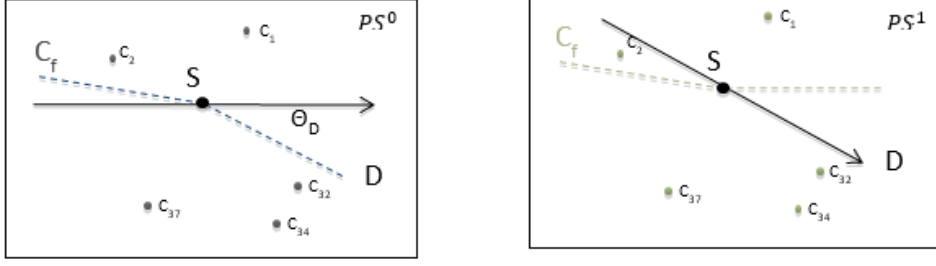 C₁ PS⁰
C_f C₂
S
Θ_D
D
C₃₂
C₃₇
C₃₄
C₁ PS¹
C_f C₂
S
D
C₃₂
C₃₇
C₃₄